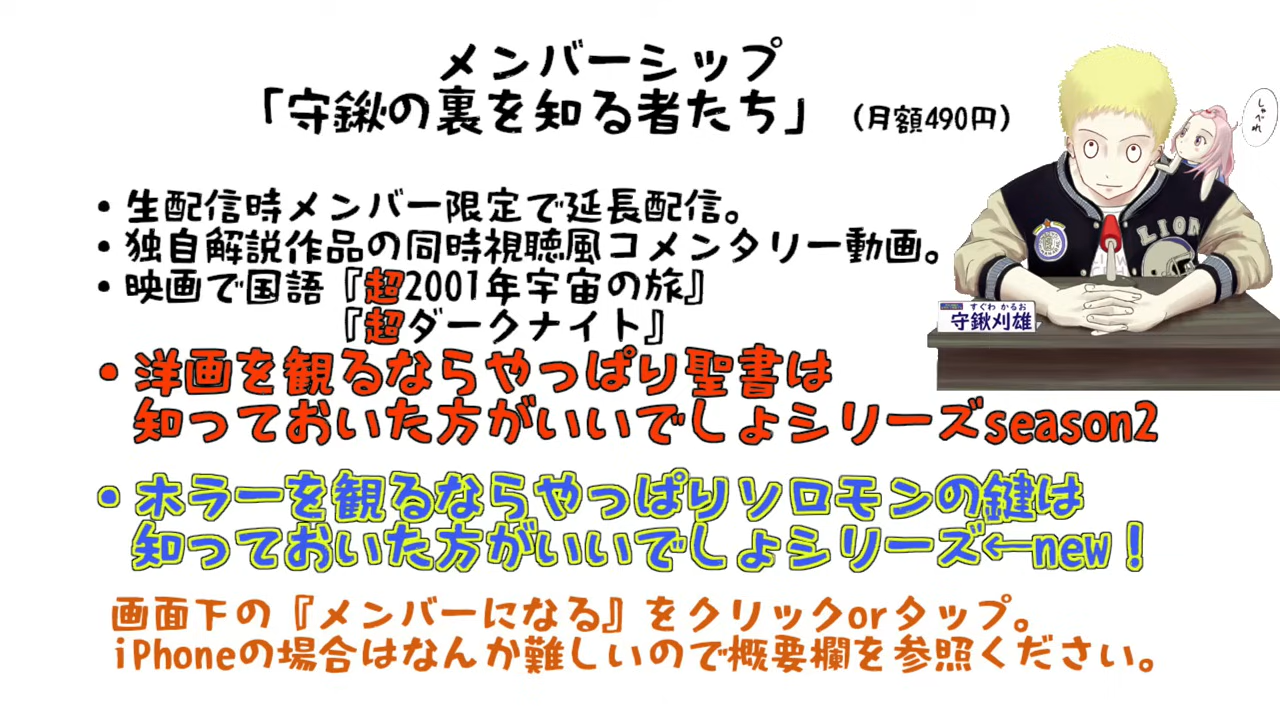 メンバーシップ
「守鍬の裏を知る者たち」（月額490円）
しゃべれ
・生配信時メンバー限定で延長配信。
・独自解説作品の同時視聴風コメンタリー動画。
・映画で国語『超2001年宇宙の旅』
『超ダークナイト』
LION
すぐわ かるお
守鍬刈雄
・洋画を観るならやっぱり聖書は
知っておいた方がいいでしょシリーズseason2
・ホラーを観るならやっぱりソロモンの鍵は
知っておいた方がいいでしょシリーズ←new！
画面下の『メンバーになる』をクリックorタップ。
iPhoneの場合はなんか難しいので概要欄を参照ください。